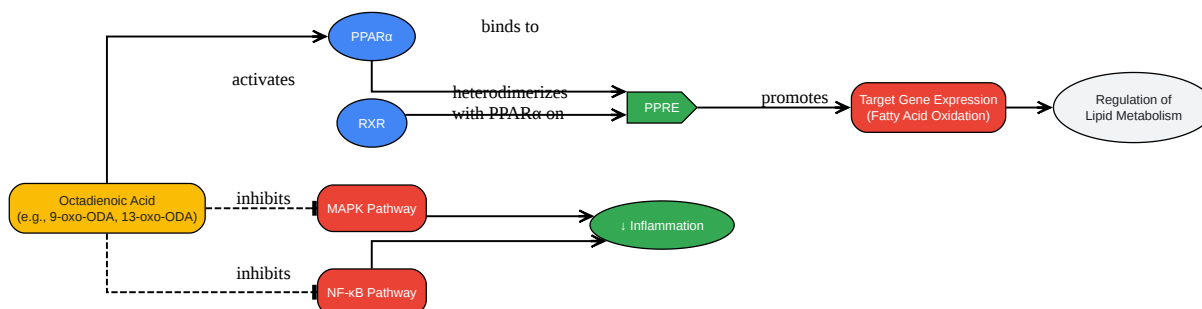 binds to
PPARα
activates
heterodimerizes
with PPARα on
RXR
PPRE
promotes
Target Gene Expression
(Fatty Acid Oxidation)
Regulation of
Lipid Metabolism
Octadienoic Acid
(e.g., 9-oxo-ODA, 13-oxo-ODA)
inhibits
MAPK Pathway
↓ Inflammation
inhibits
NF-κB Pathway